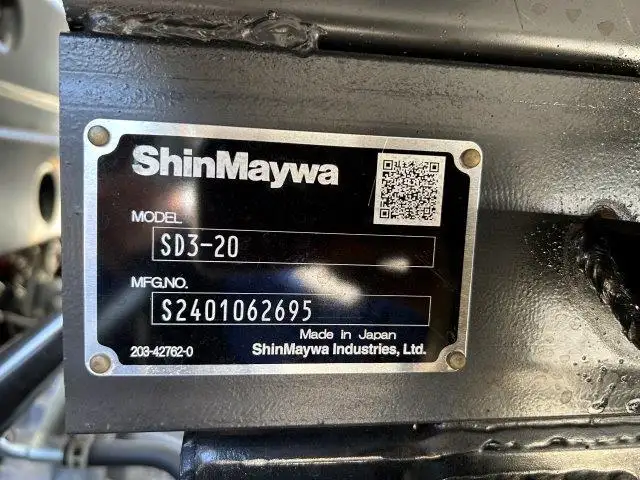 ShinMaywa
MODEL
SD3-20
MFG.NO.
S2401062695
Made in Japan
203-42762-0 ShinMaywa Industries, Ltd.